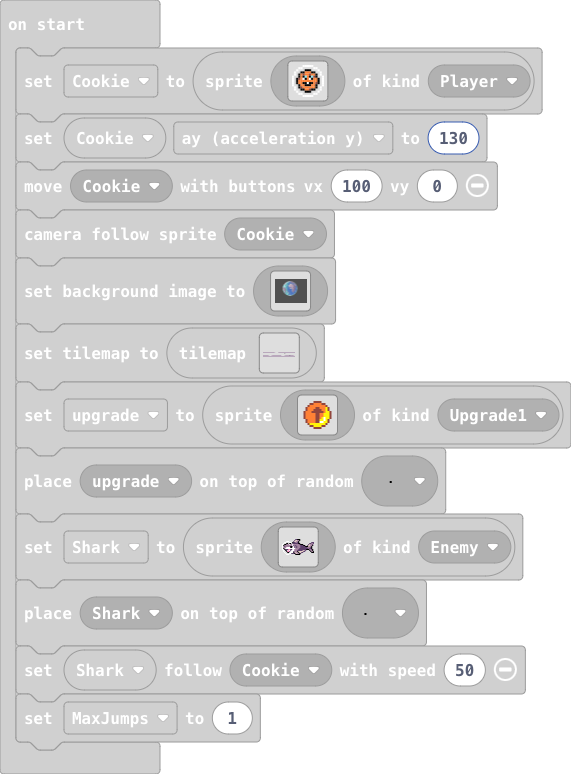 on start
set Cookie to sprite of kind Player
set Cookie ay (acceleration y) to 130
move Cookie with buttons vx 100 vy 0
camera follow sprite Cookie
set background image to
set tilemap to tilemap
set upgrade to sprite of kind Upgrade1
place upgrade on top of random
set Shark to sprite of kind Enemy
place Shark on top of random
set Shark follow Cookie with speed 50
set MaxJumps to 1